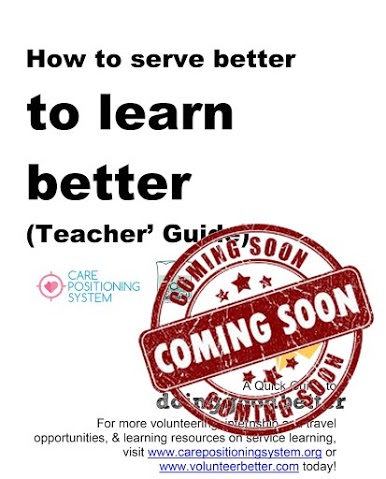 How to serve better
to learn
better
(Teacher' Guide)
CARE
POSITIONING
SYSTEM
COMING SOON
COMING SOON
COMING SOON
A Quick Guide to
doing good better
For more volunteering, internship and travel
opportunities, & learning resources on service learning,
visit www.carepositioningsystem.org or
www.volunteerbetter.com today!